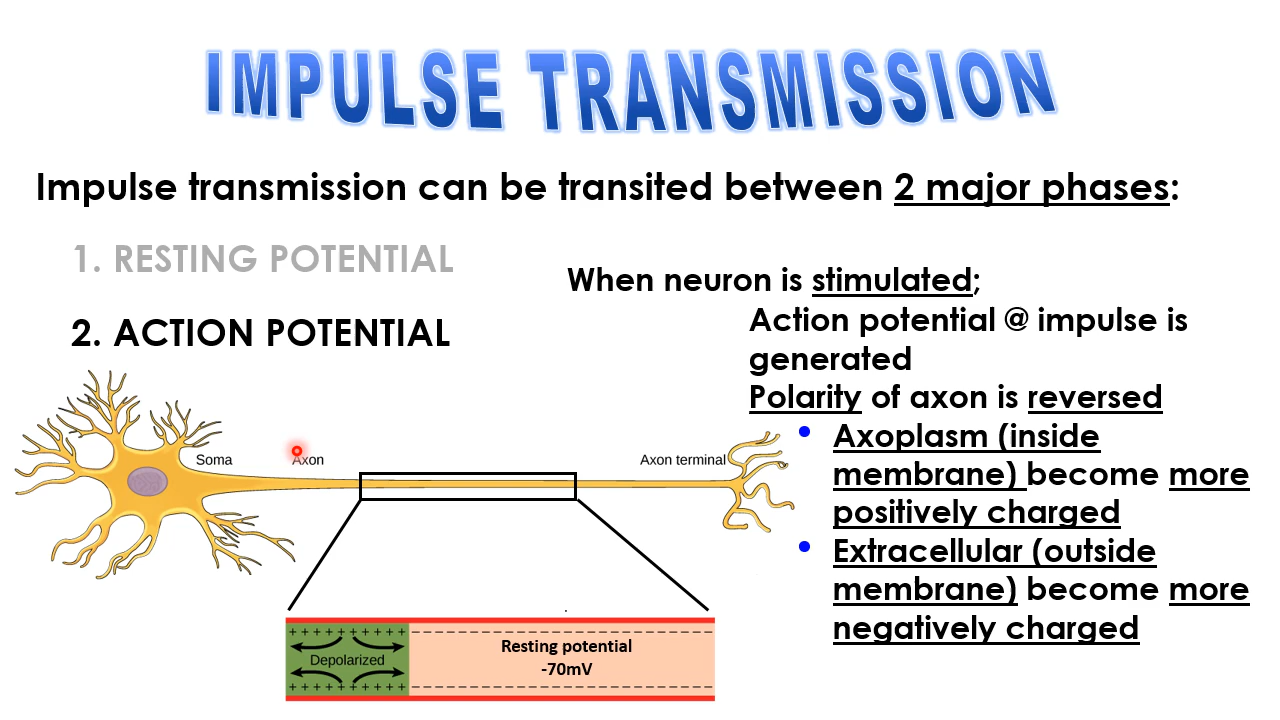 IMPULSE TRANSMISSION
Impulse transmission can be transited between 2 major phases:
1. RESTING POTENTIAL
2. ACTION POTENTIAL
When neuron is stimulated;
Action potential @ impulse is
generated
Polarity of axon is reversed
• Axoplasm (inside
membrane) become more
positively charged
• Extracellular (outside
membrane) become more
negatively charged
Soma
Axon
Axon terminal
+ + + + + + + + + + + +
Depolarized
+ + + + + + + + + + + +
Resting potential
-70mV